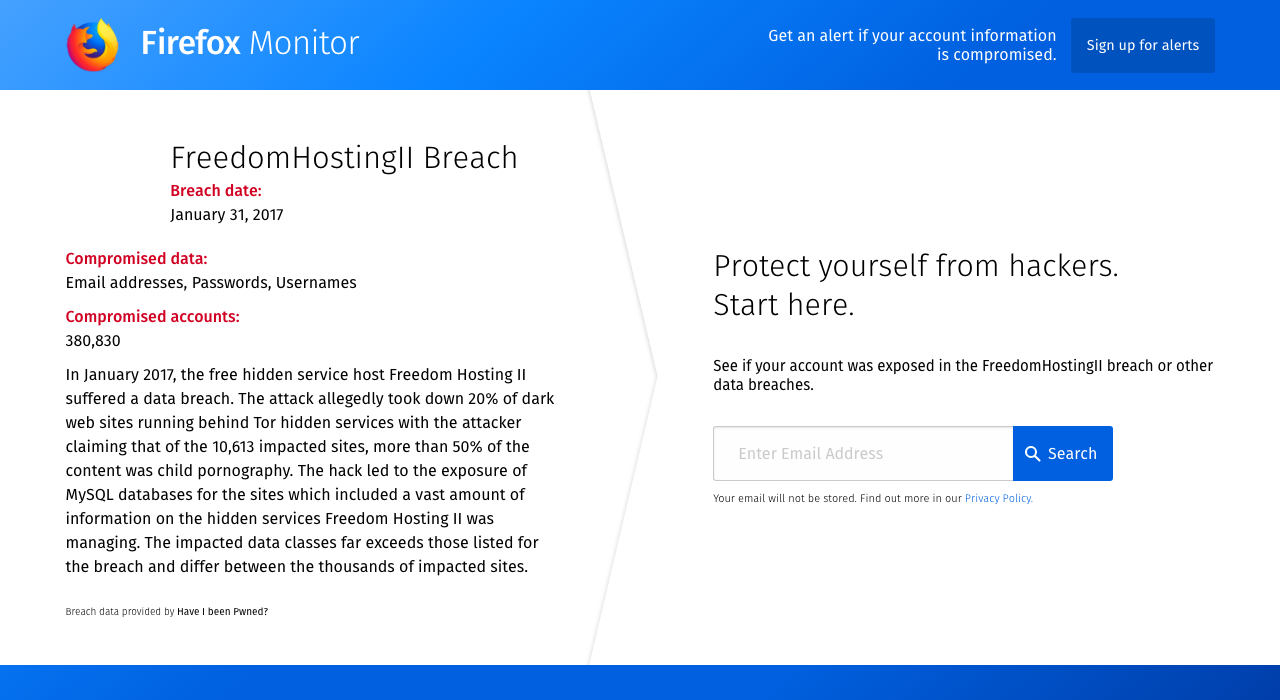 Firefox Monitor
Get an alert if your account information
is compromised.
Sign up for alerts
FreedomHostingII Breach
Breach date:
January 31, 2017
Compromised data:
Email addresses, Passwords, Usernames
Compromised accounts:
380,830
In January 2017, the free hidden service host Freedom Hosting II
suffered a data breach. The attack allegedly took down 20% of dark
web sites running behind Tor hidden services with the attacker
claiming that of the 10,613 impacted sites, more than 50% of the
content was child pornography. The hack led to the exposure of
MySQL databases for the sites which included a vast amount of
information on the hidden services Freedom Hosting II was
managing. The impacted data classes far exceeds those listed for
the breach and differ between the thousands of impacted sites.
Breach data provided by Have I been Pwned?
Protect yourself from hackers.
Start here.
See if your account was exposed in the FreedomHostingII breach or other
data breaches.
Enter Email Address
Search
Your email will not be stored. Find out more in our Privacy Policy.